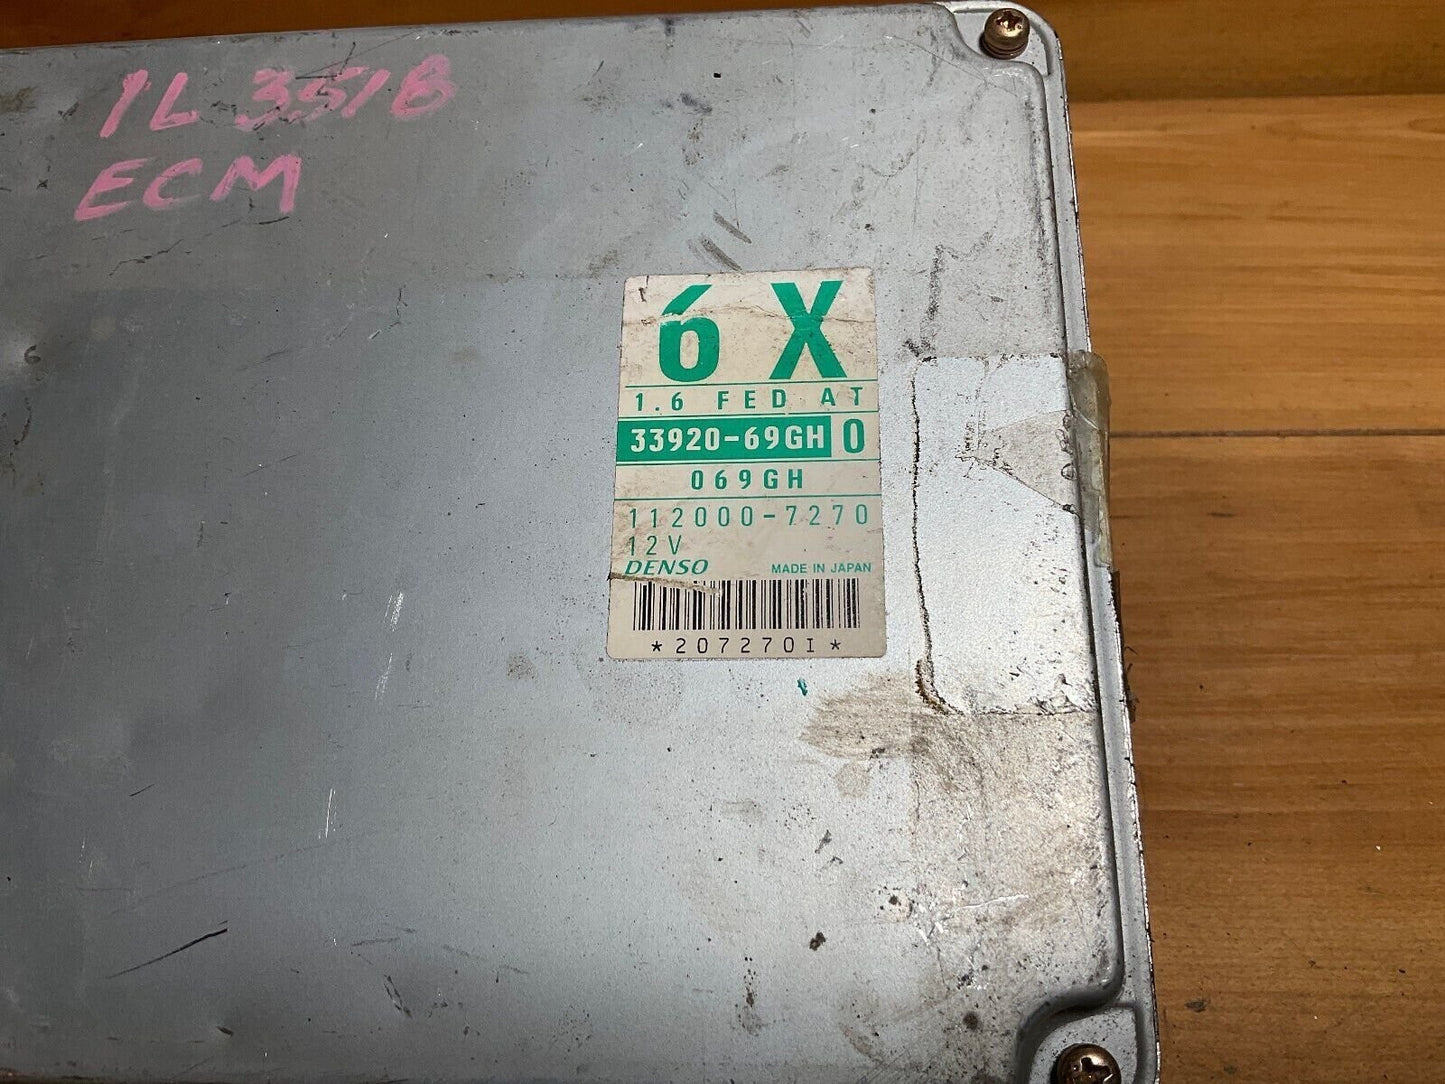 1L 3518
ECM
6 X
1.6 FED AT
33920-69GH 0
069GH
112000-7270
12V
DENSO MADE IN JAPAN
*207270I*